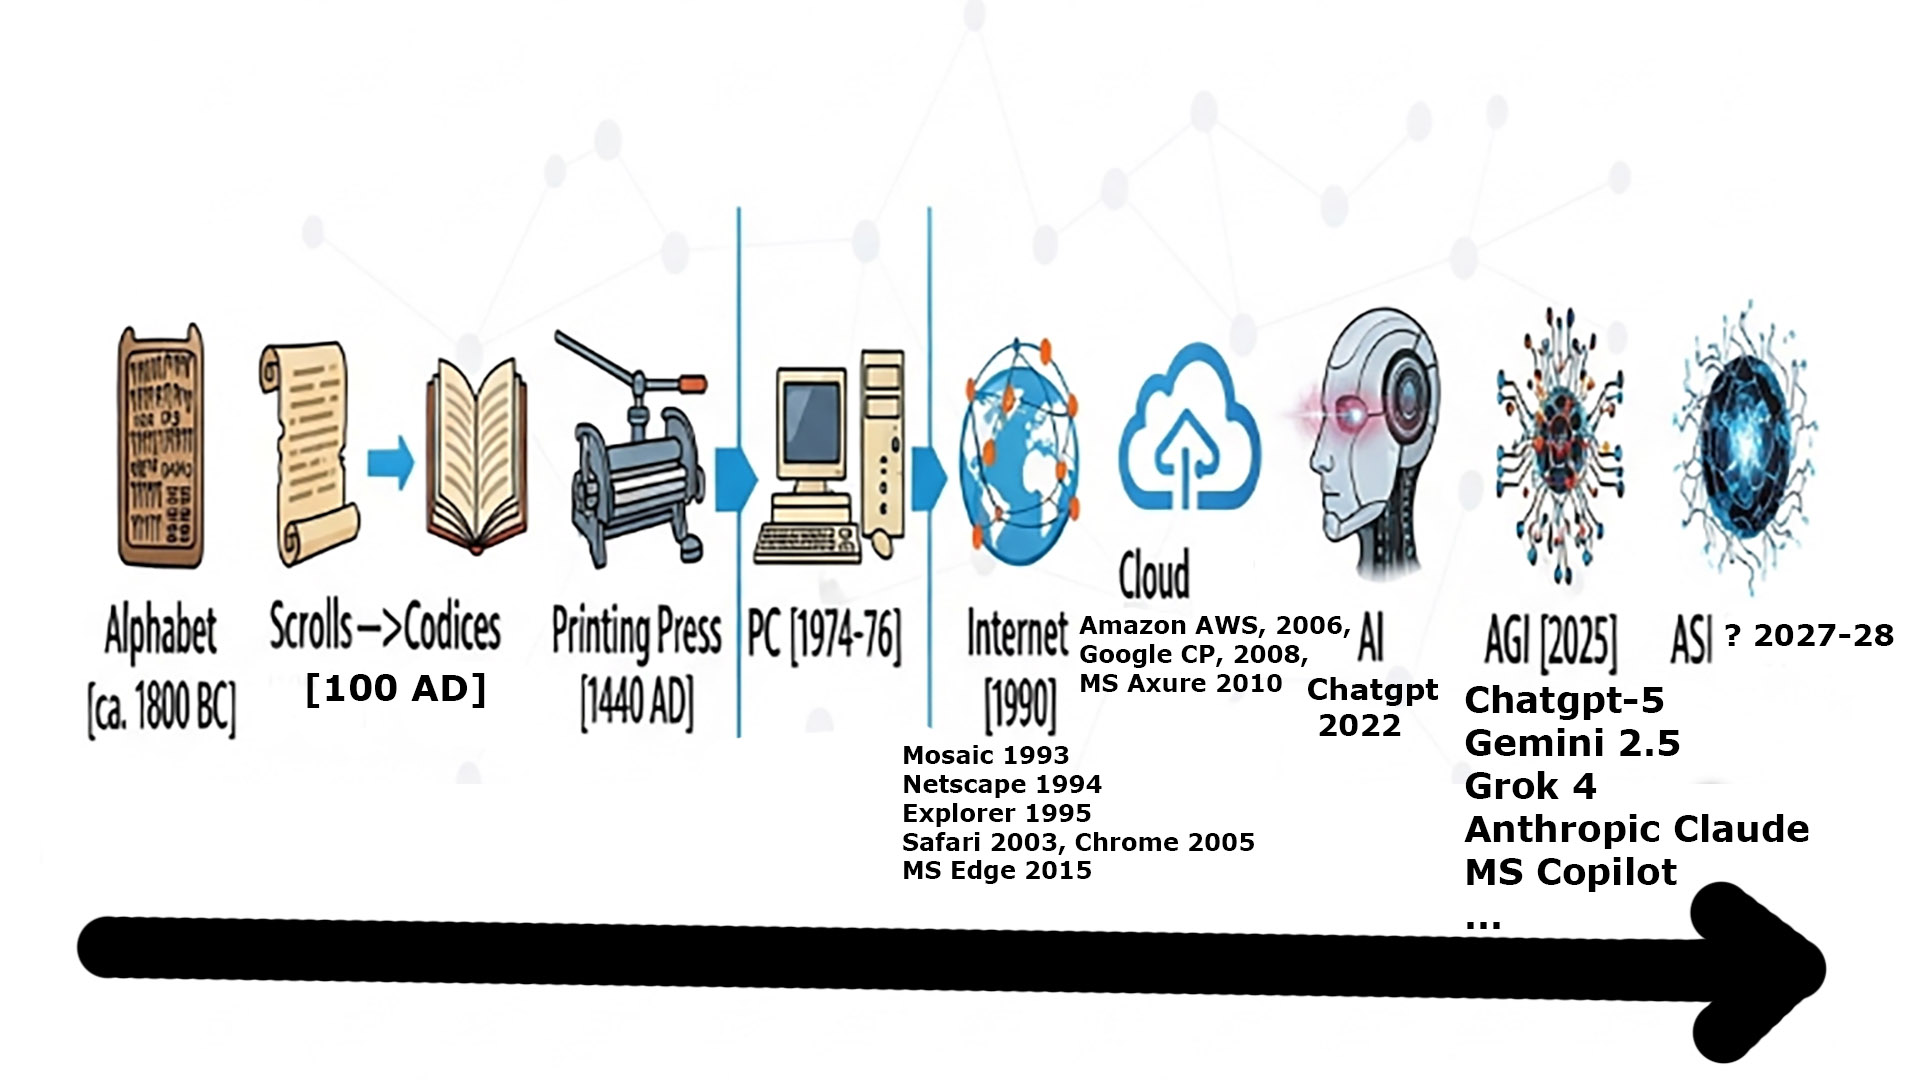 Alphabet
[ca. 1800 BC]
Scrolls—>Codices
[100 AD]
Printing Press
[1440 AD]
PC [1974-76]
Internet
[1990]
Mosaic 1993
Netscape 1994
Explorer 1995
Safari 2003, Chrome 2005
MS Edge 2015
Cloud
Amazon AWS, 2006,
Google CP, 2008,
MS Axure 2010
AI
Chatgpt
2022
AGI [2025]
Chatgpt-5
Gemini 2.5
Grok 4
Anthropic Claude
MS Copilot
...
ASI ? 2027-28